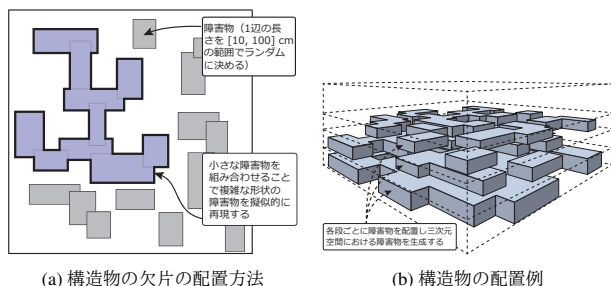 障害物（1辺の長
さを [10, 100] cm
の範囲でランダム
に決める）
小さな障害物を
組み合わせること
で複雑な形状の
障害物を擬似的に
再現する
(a) 構造物の欠片の配置方法
各段ごとに障害物を配置し三次元
空間における障害物を生成する
(b) 構造物の配置例